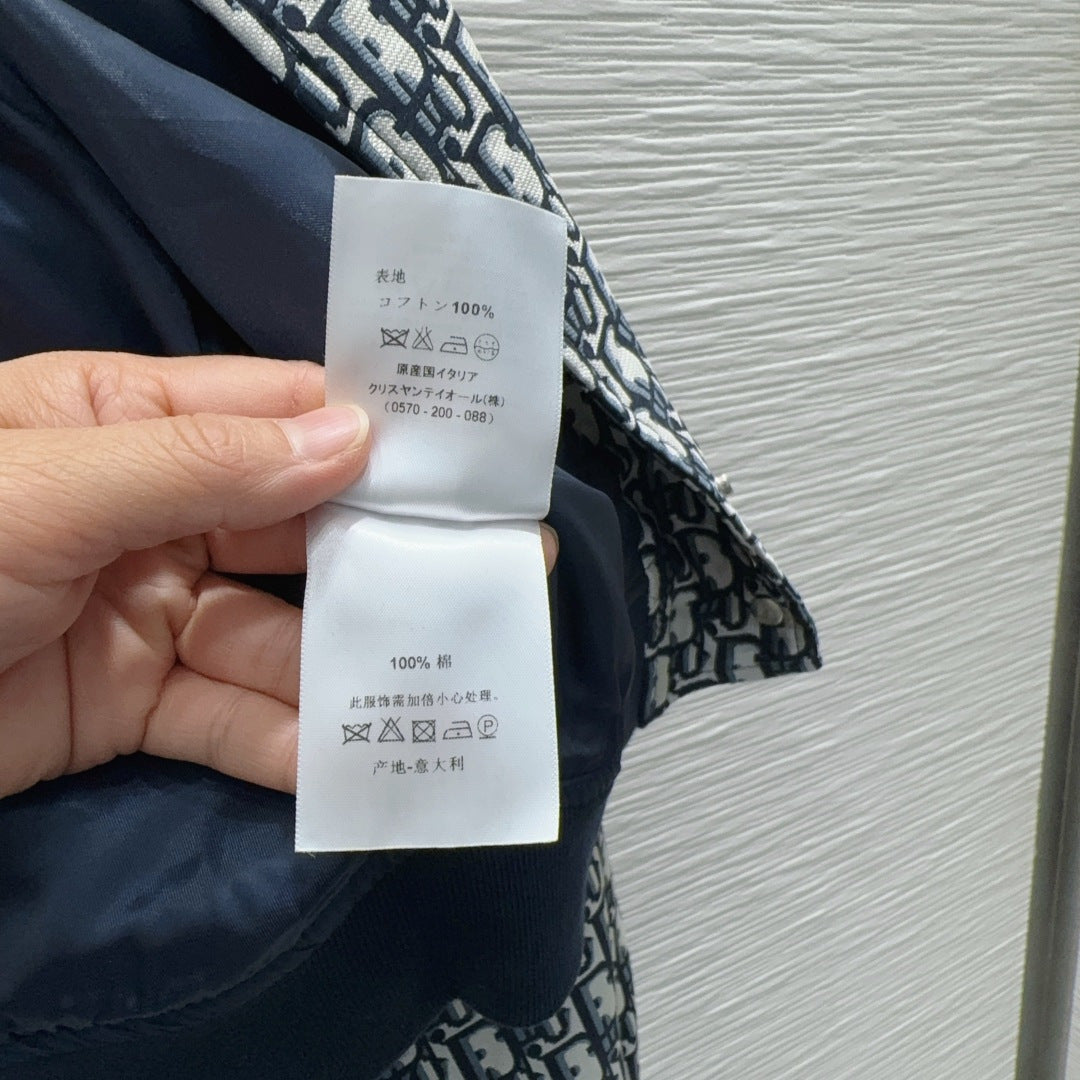 表地
コフトン100%
原産国イタリア
クリスヤンテイオール(株)
(0570-200-088)
100% 棉
此服饰需加倍小心处理。
P
产地-意大利